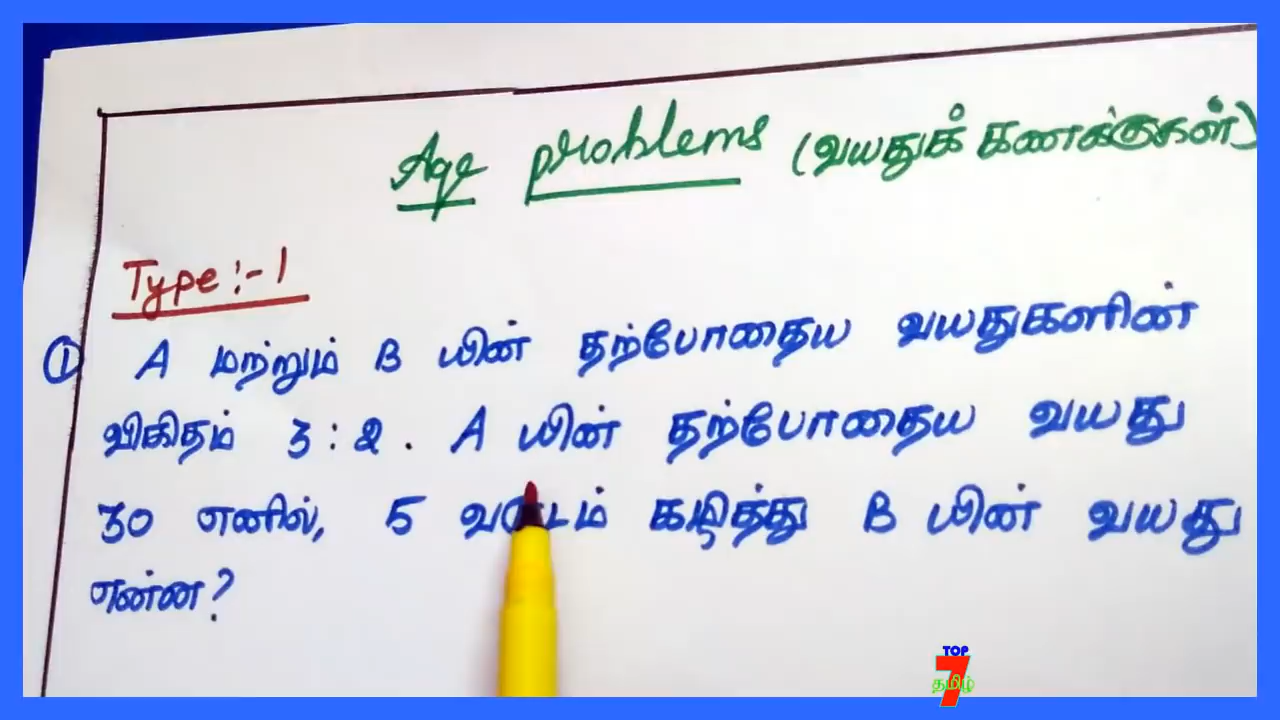 Age problems (வயதுக் கணக்குகள்)
Type:-1
① A மற்றும் B யின் தற்போதைய வயதுகளின்
விகிதம் 3:2. A யின் தற்போதைய வயது
30 எனில், 5 வருடம் கழித்து B யின் வயது
என்ன?
TOP
7
தமிழ்